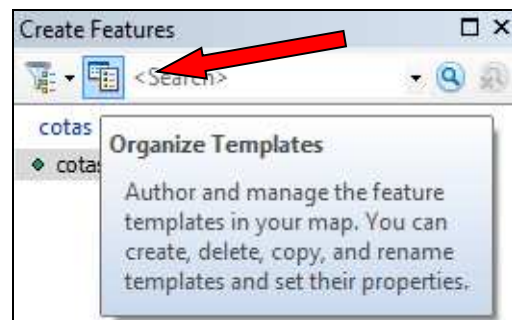 Create Features
<Search>
cotas
cotas
Organize Templates
Author and manage the feature
templates in your map. You can
create, delete, copy, and rename
templates and set their properties.